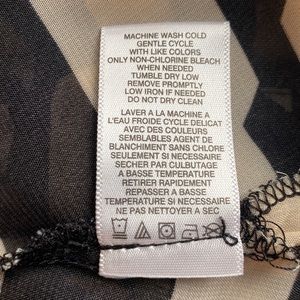 MACHINE WASH COLD
GENTLE CYCLE
WITH LIKE COLORS
ONLY NON-CHLORINE BLEACH
WHEN NEEDED
TUMBLE DRY LOW
REMOVE PROMPTLY
LOW IRON IF NEEDED
DO NOT DRY CLEAN
LAVER A LA MACHINE A
L'EAU FROIDE CYCLE DELICAT
AVEC DES COULEURS
SEMBLABLES AGENT DE
BLANCHIMENT SANS CHLOR
SEULEMENT SI NECESSAIRE
SECHER PAR CULBUTAGE
A BASSE TEMPERATURE
RETIRER RAPIDEMENT
REPASSER A BASSE
TEMPERATURE SI NECESSAIRE
NE PAS NETTOYER A SEC